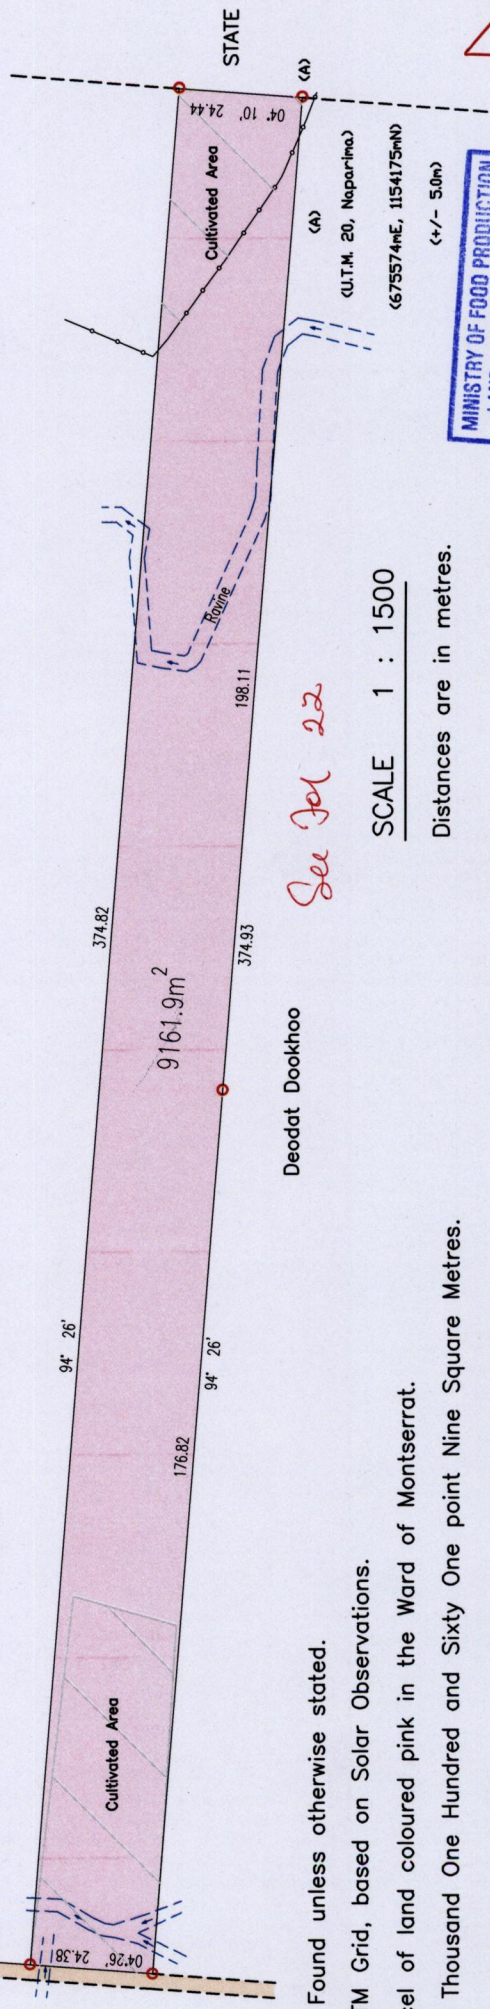 STATE
(A)
04° 10' 24.44
Cultivated Area
(A)
(U.T.M. 20, Naparima)
(675574mE, 1154175mN)
(+/- 5.0m)
MINISTRY OF FOOD PRODUCTION
Ravine
198.11
374.82
374.93
9161.9m²
See Fol 22
SCALE 1 : 1500
Distances are in metres.
Deodat Dookhoo
94° 26'
94° 26'
176.82
Cultivated Area
04°26' 24.38
Found unless otherwise stated.
TM Grid, based on Solar Observations.
cel of land coloured pink in the Ward of Montserrat.
Thousand One Hundred and Sixty One point Nine Square Metres.